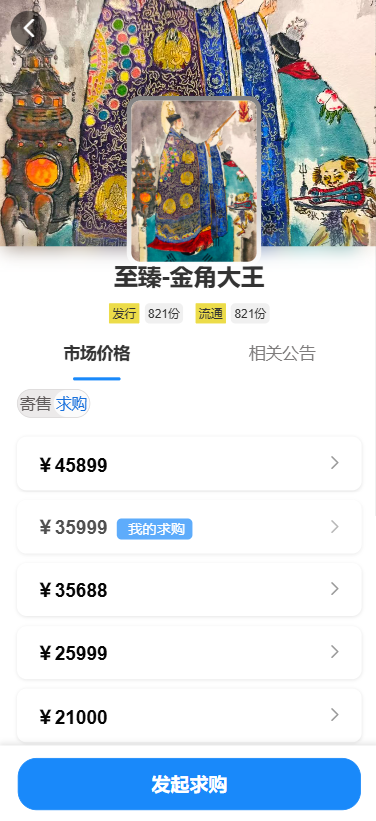 至臻-金角大王
发行 821份 流通 821份
市场价格 相关公告
寄售 求购
￥45899
￥35999 我的求购
￥35688
￥25999
￥21000
发起求购